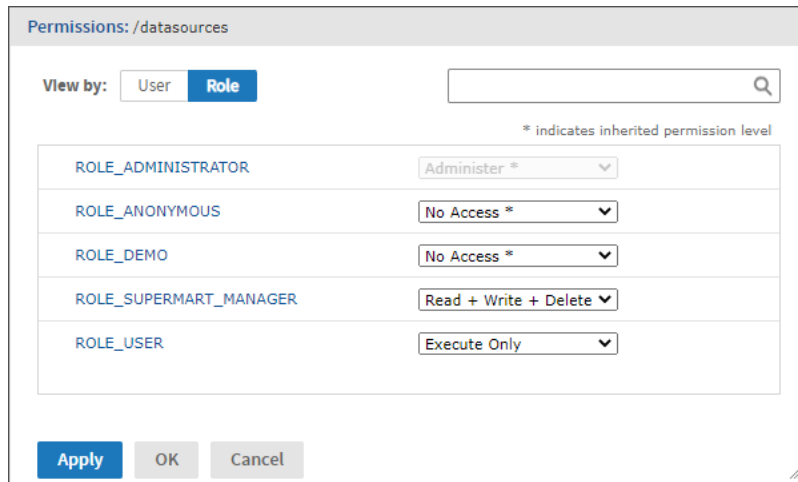 Permissions: /datasources
View by: User Role
* indicates inherited permission level
ROLE_ADMINISTRATOR Administer *
ROLE_ANONYMOUS No Access *
ROLE_DEMO No Access *
ROLE_SUPERMART_MANAGER Read + Write + Delete
ROLE_USER Execute Only
Apply OK Cancel